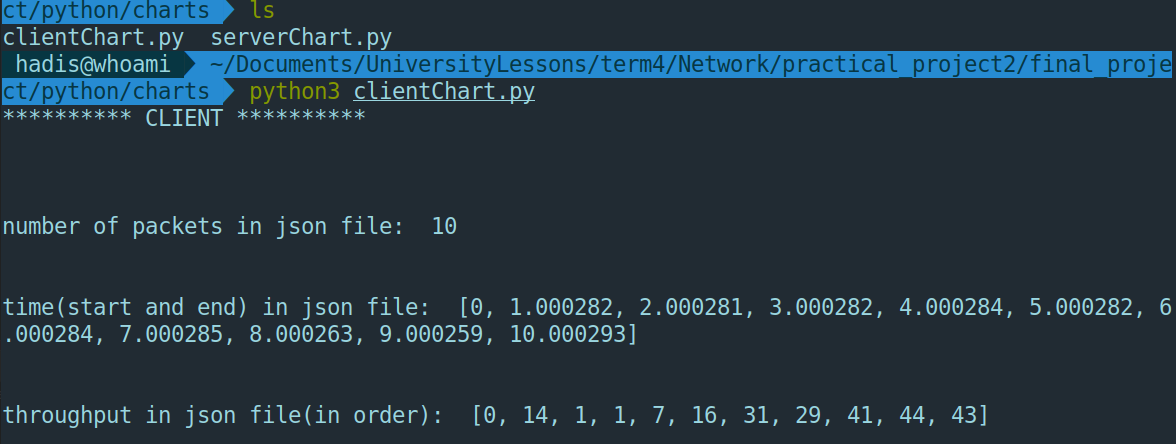 ct/python/charts ls
clientChart.py  serverChart.py
hadis@whoami ~/Documents/UniversityLessons/term4/Network/practical_project2/final_proje
ct/python/charts python3 clientChart.py
********** CLIENT **********
number of packets in json file:  10
time(start and end) in json file:  [0, 1.000282, 2.000281, 3.000282, 4.000284, 5.000282, 6
.000284, 7.000285, 8.000263, 9.000259, 10.000293]
throughput in json file(in order):  [0, 14, 1, 1, 7, 16, 31, 29, 41, 44, 43]